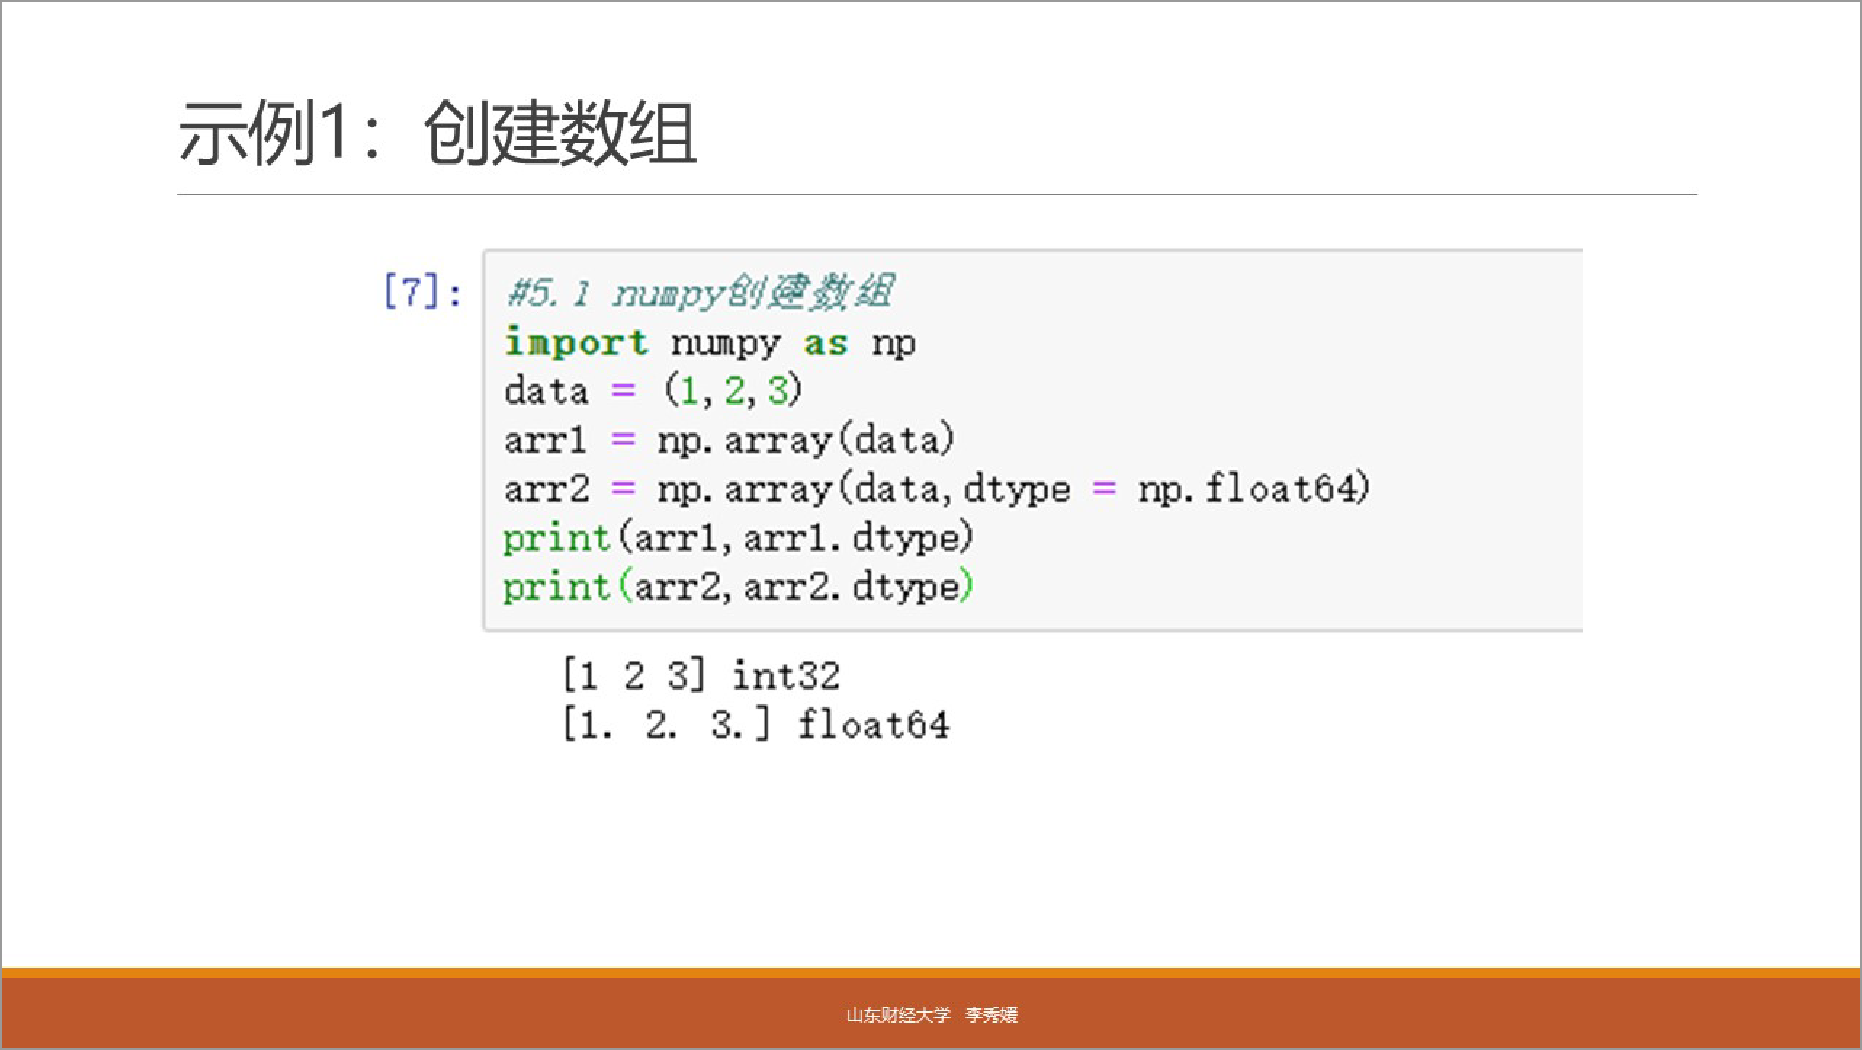 示例1：创建数组
[7]:
#5.1 numpy创建数组
import numpy as np
data = (1,2,3)
arr1 = np.array(data)
arr2 = np.array(data,dtype = np.float64)
print(arr1,arr1.dtype)
print(arr2,arr2.dtype)
[1 2 3] int32
[1. 2. 3.] float64
山东财经大学 李秀媛